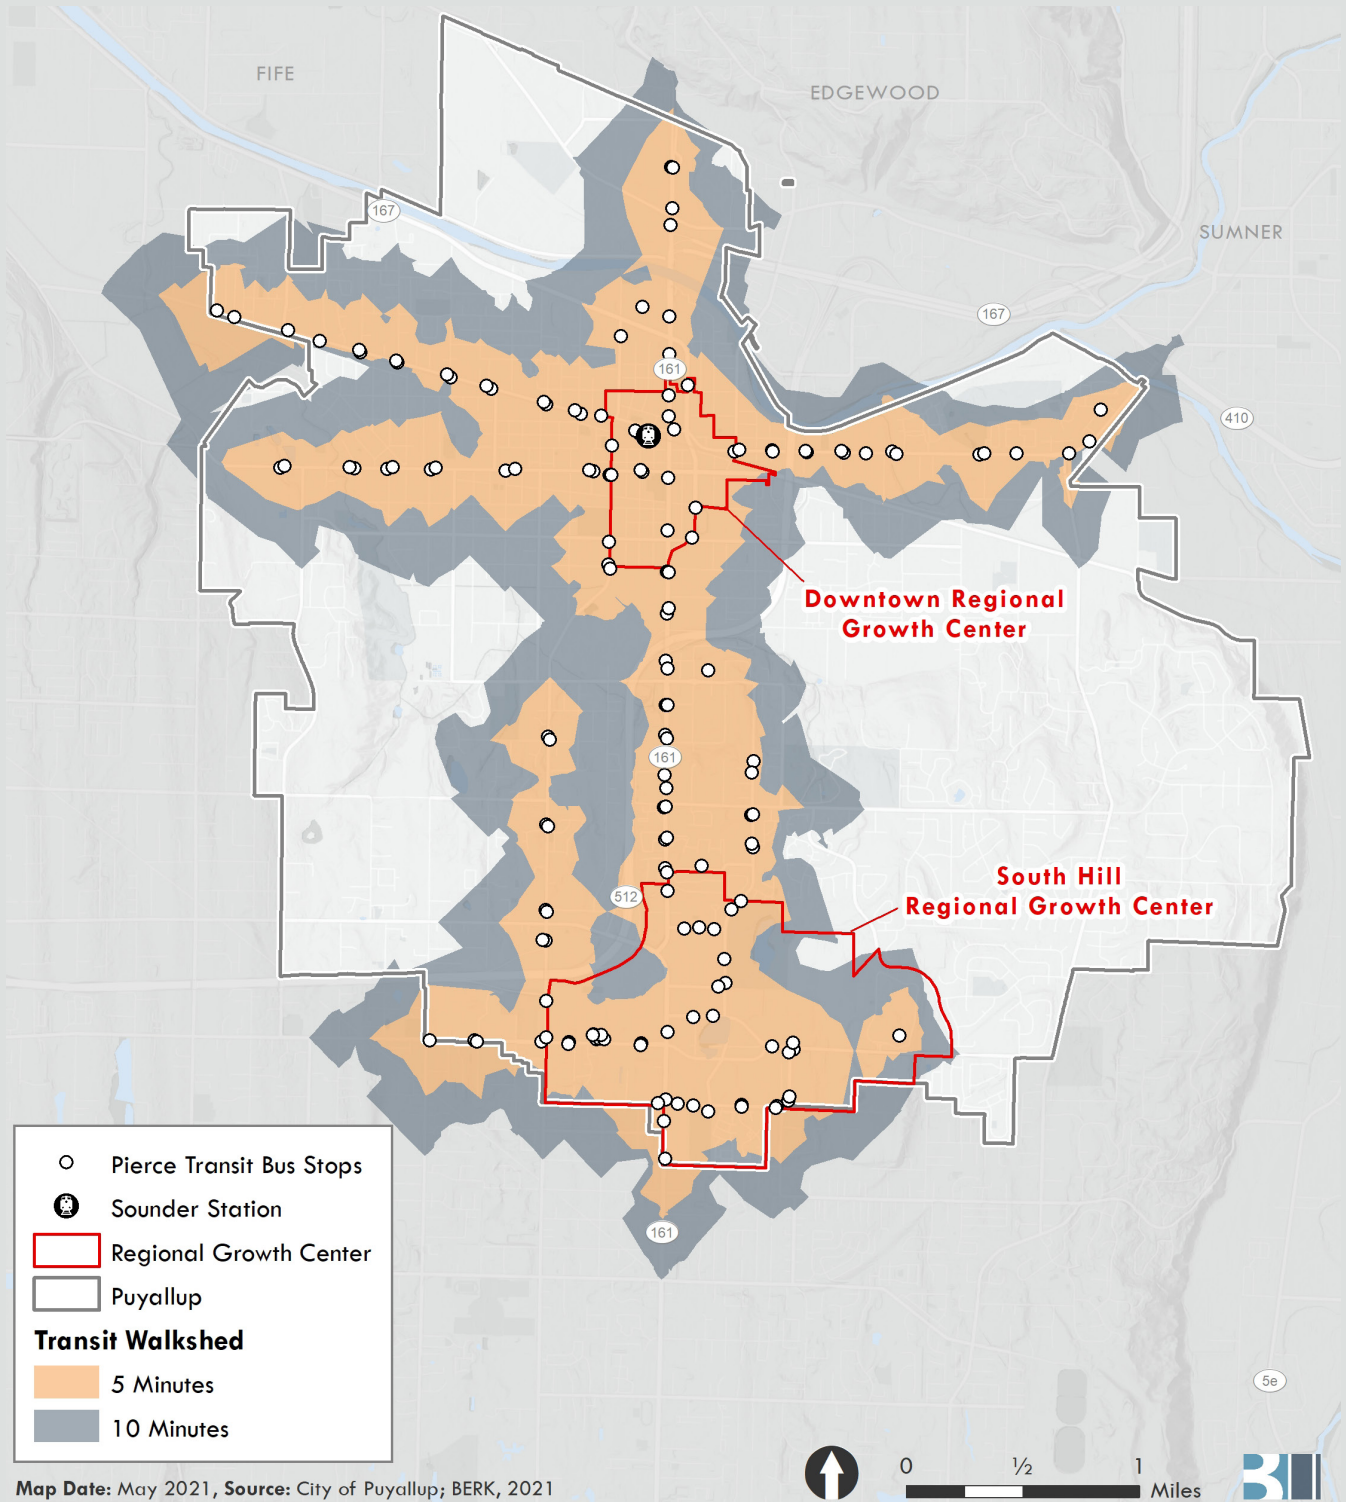 FIFE
EDGEWOOD
167
SUMNER
167
161
410
Downtown Regional
Growth Center
161
512
South Hill
Regional Growth Center
161
Pierce Transit Bus Stops
Sounder Station
Regional Growth Center
Puyallup
Transit Walkshed
5 Minutes
10 Minutes
5e
0 ½ 1
Miles
Map Date: May 2021, Source: City of Puyallup; BERK, 2021
B